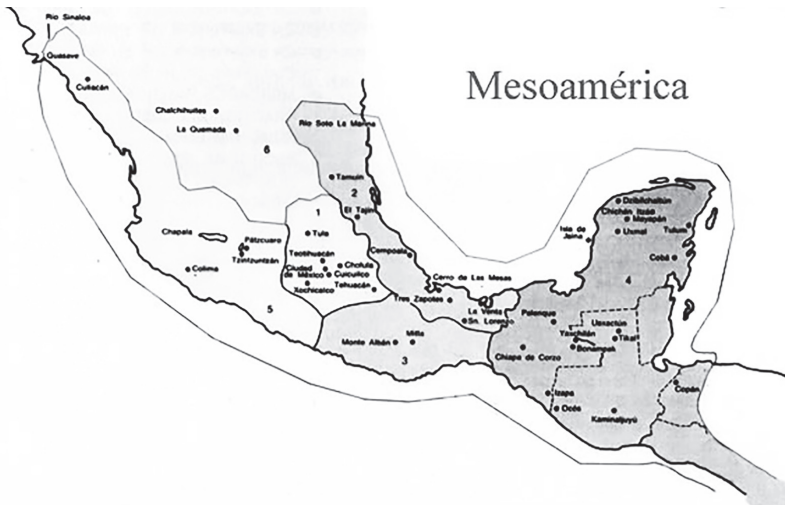 Mesoamérica
Río Sinaloa
Guasave
Culiacán
Chalchihuites
La Quemada
6
Río Soto La Marina
Tamuín
2
El Tajín
1
Tula
Teotihuacán
Ciudad
de México
Cholula
Cuicuilco
Xochicalco
Tehuacán
Chapala
Pátzcuaro
Tzintzuntzan
Colima
5
Cempoala
Cerro de Las Mesas
Tres Zapotes
La Venta
Sn. Lorenzo
Monte Albán
Mitla
3
Isla de
Jaina
Dzibilchaltún
Chichén Itzáo
Mayapán
Uxmal
Tulum
Cobá
4
Palenque
Uaxactún
Yaxchilán
Tikal
Bonampak
Chiapa de Corzo
Izapa
Ocós
Kaminaljuyú
Copán